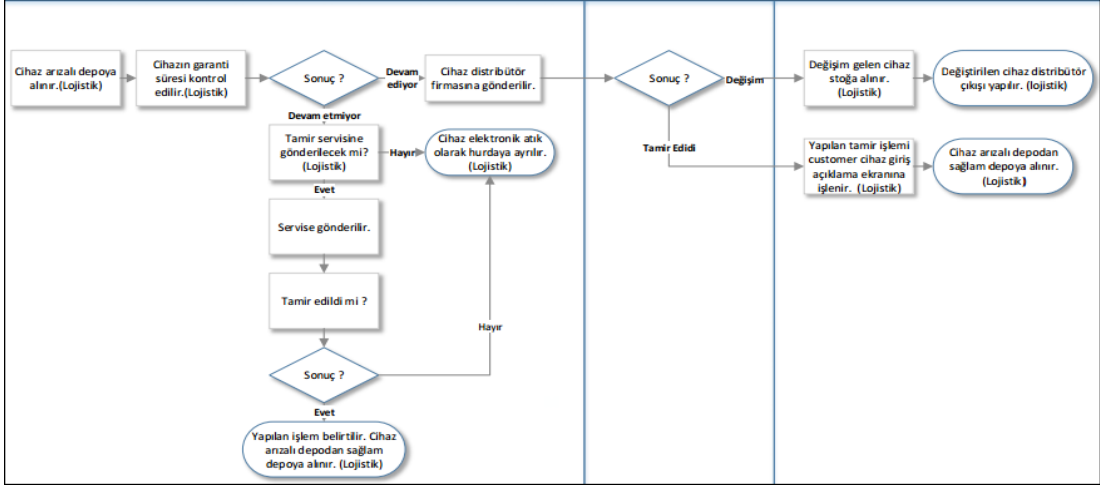 Cihaz arızalı depoya
alınır.(Lojistik)
Cihazın garanti
süresi kontrol
edilir.(Lojistik)
Sonuç ?
Devam
ediyor
Cihaz distribütör
firmasına gönderilir.
Sonuç ?
Değişim
Değişim gelen cihaz
stoğa alınır.
(Lojistik)
Değiştirilen cihaz distribütör
çıkışı yapılır. (lojistik)
Devam etmiyor
Tamir servisine
gönderilecek mi?
(Lojistik)
Hayır
Cihaz elektronik atık
olarak hurdaya ayrılır.
(Lojistik)
Tamir Edidi
Yapılan tamir işlemi
customer cihaz giriş
açıklama ekranına
işlenir. (Lojistik)
Cihaz arızalı depodan
sağlam depoya alınır.
(Lojistik)
Evet
Servise gönderilir.
Tamir edildi mi ?
Hayır
Sonuç ?
Evet
Yapılan işlem belirtilir. Cihaz
arızalı depodan sağlam
depoya alınır. (Lojistik)